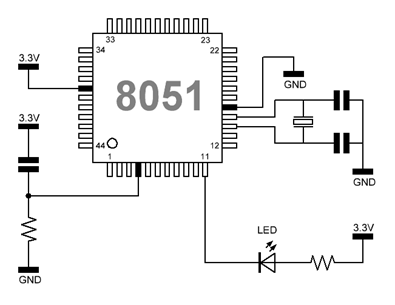 33 23
3.3V 34 22
GND
3.3V
8051
44 12
1 11
GND
LED 3.3V
GND